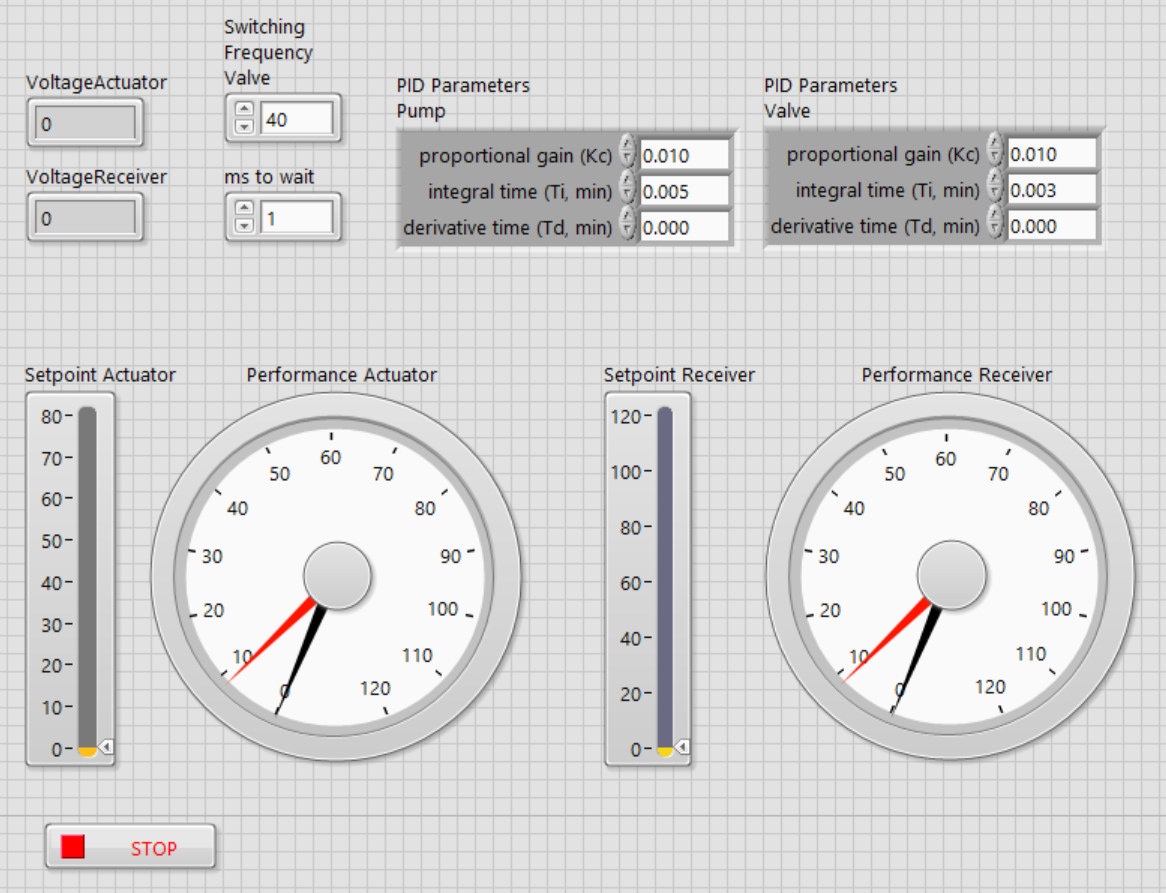 Switching
Frequency
Valve
VoltageActuator
0
40
VoltageReceiver
0
ms to wait
1
PID Parameters
Pump
proportional gain (Kc) 0.010
integral time (Ti, min) 0.005
derivative time (Td, min) 0.000
PID Parameters
Valve
proportional gain (Kc) 0.010
integral time (Ti, min) 0.003
derivative time (Td, min) 0.000
Setpoint Actuator
80
70
60
50
40
30
20
10
0
Performance Actuator
0
10
20
30
40
50
60
70
80
90
100
110
120
Setpoint Receiver
120
100
80
60
40
20
0
Performance Receiver
0
10
20
30
40
50
60
70
80
90
100
110
120
STOP